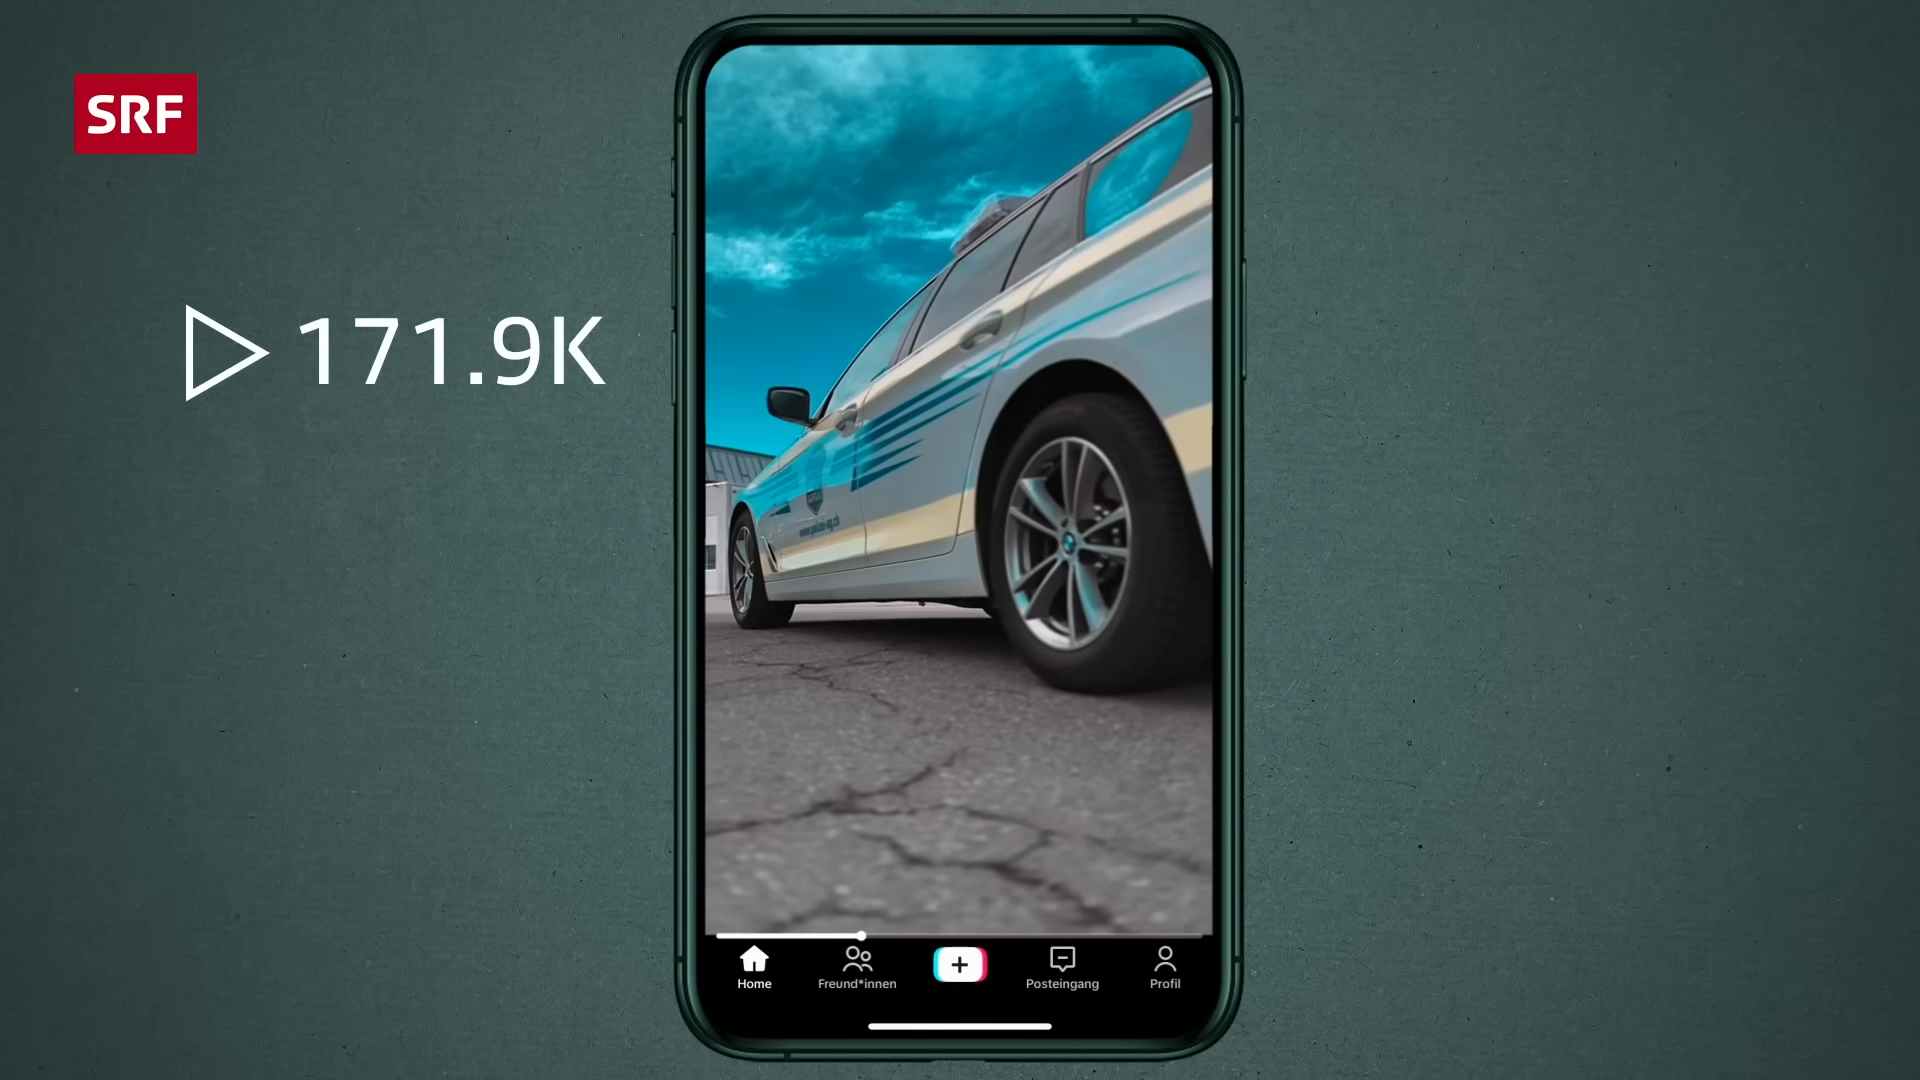 SRF
171.9K
Home
Freund*innen
Posteingang
Profil